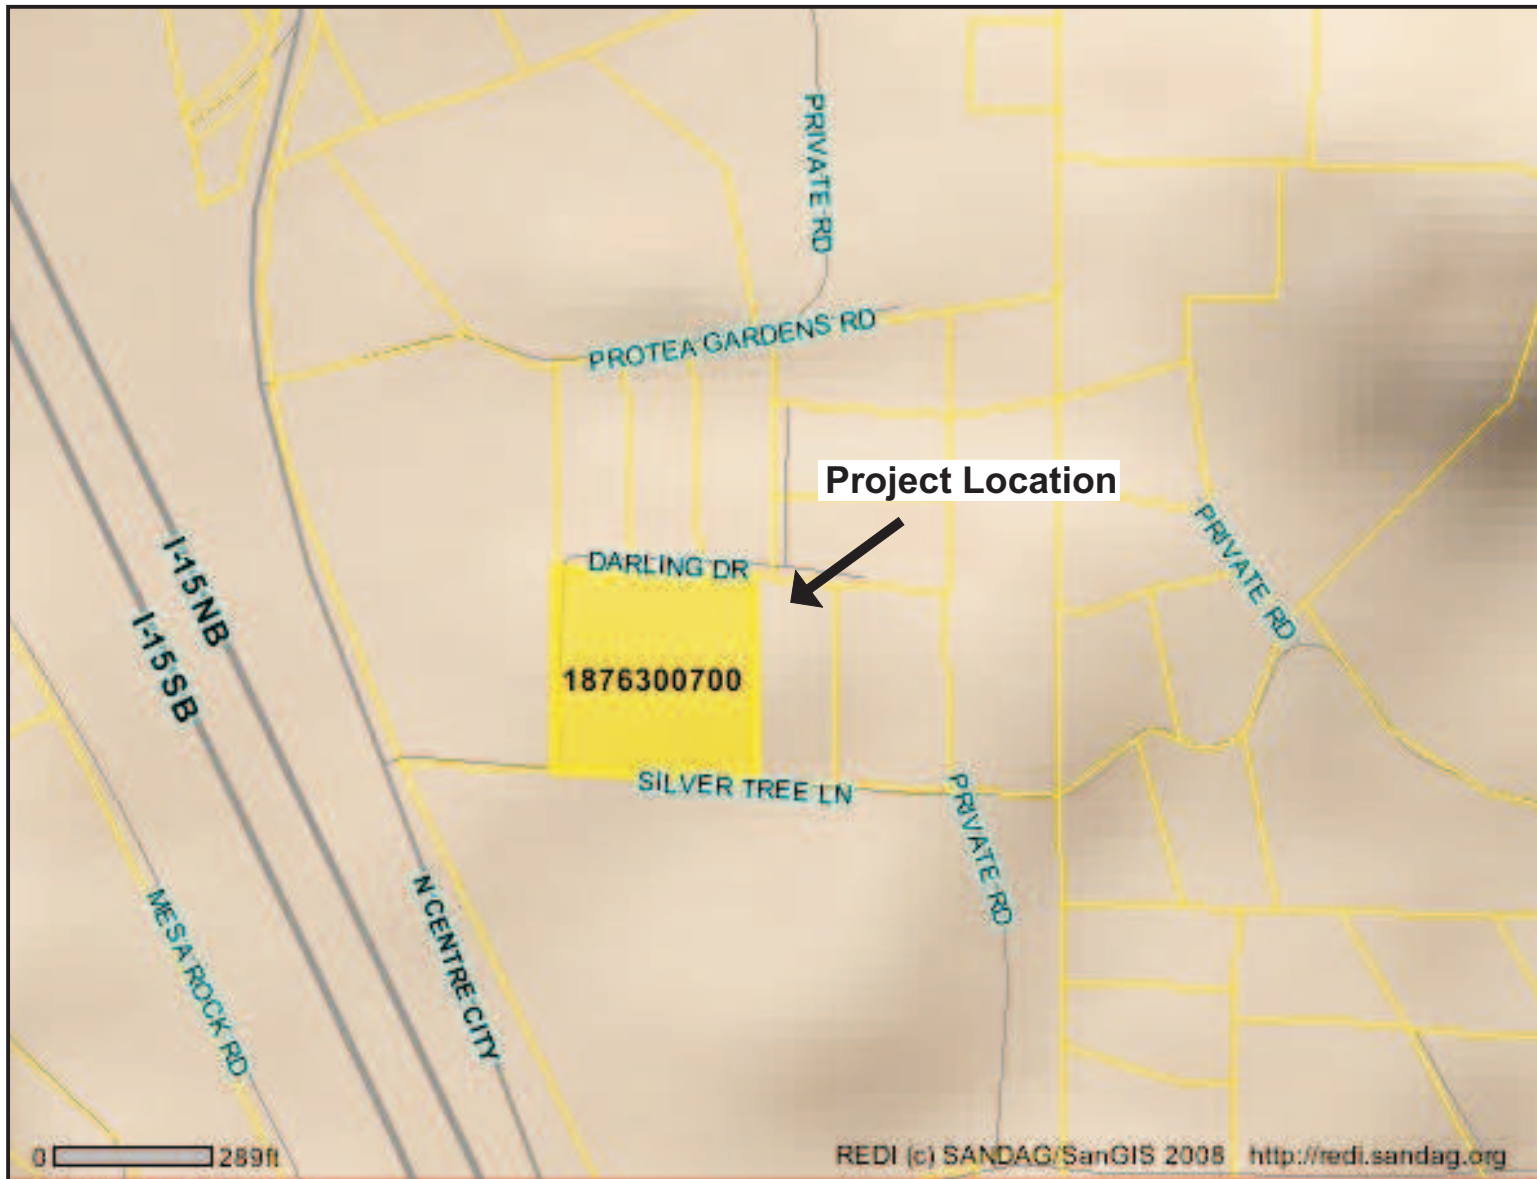 PRIVATE RD
PROTEA GARDENS RD
Project Location
PRIVATE RD
I-15 NB
DARLING DR
I-15 SB
1876300700
SILVER TREE LN
PRIVATE RD
N CENTRE CITY
MESA ROCK RD
0 289ft
REDI (c) SANDAG/SanGIS 2008 http://redi.sandag.org